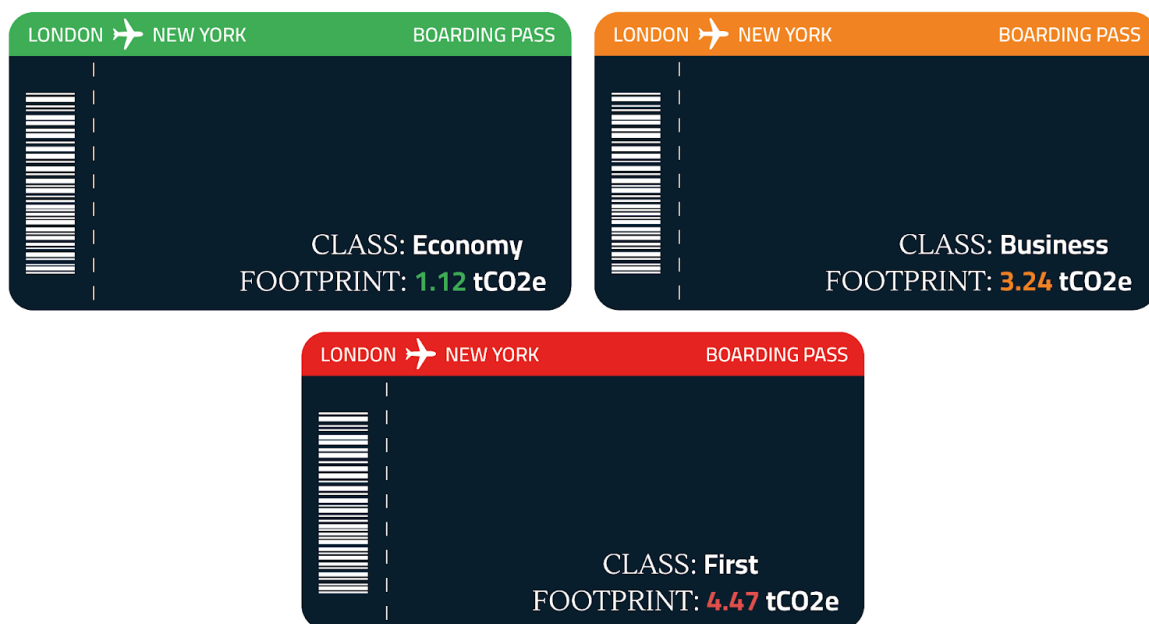 LONDON NEW YORK BOARDING PASS
CLASS: Economy
FOOTPRINT: 1.12 tCO2e
LONDON NEW YORK BOARDING PASS
CLASS: Business
FOOTPRINT: 3.24 tCO2e
LONDON NEW YORK BOARDING PASS
CLASS: First
FOOTPRINT: 4.47 tCO2e